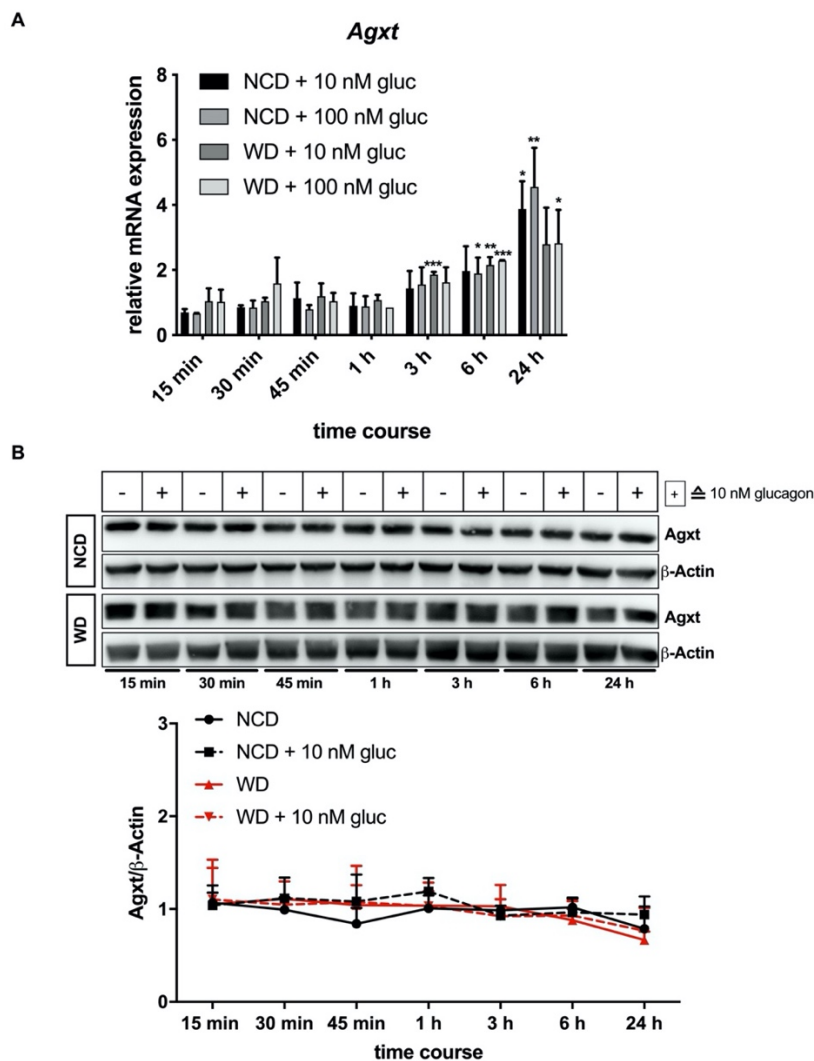 A
Agxt
relative mRNA expression
8
6
4
2
0
NCD + 10 nM gluc
NCD + 100 nM gluc
WD + 10 nM gluc
WD + 100 nM gluc
*** * ** *** * ** *
15 min 30 min 45 min 1 h 3 h 6 h 24 h
time course
B
- + - + - + - + - + - + - + + ≙ 10 nM glucagon
NCD
Agxt
β-Actin
WD
Agxt
β-Actin
15 min 30 min 45 min 1 h 3 h 6 h 24 h
Agxt/β-Actin
3
2
1
0
NCD
NCD + 10 nM gluc
WD
WD + 10 nM gluc
15 min 30 min 45 min 1 h 3 h 6 h 24 h
time course